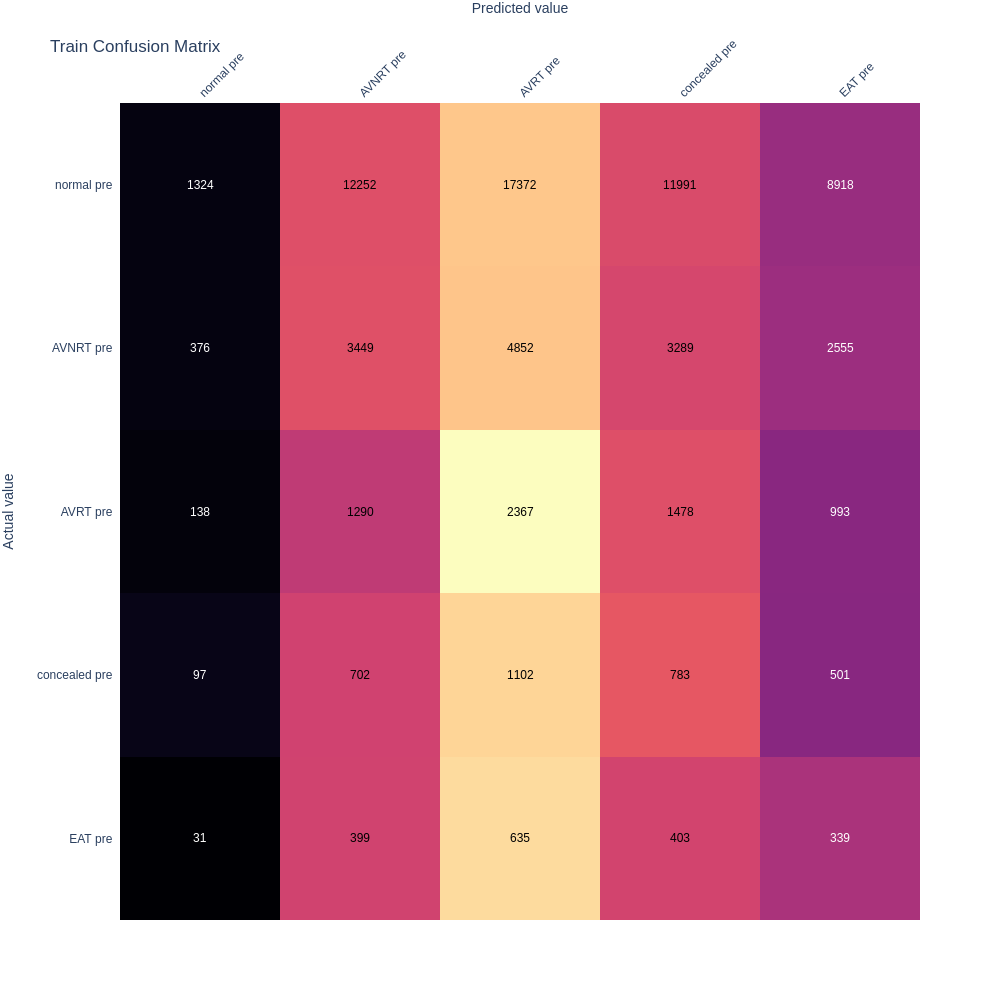 Predicted value
Train Confusion Matrix
normal pre AVNRT pre AVRT pre concealed pre EAT pre
normal pre 1324 12252 17372 11991 8918
AVNRT pre 376 3449 4852 3289 2555
AVRT pre 138 1290 2367 1478 993
concealed pre 97 702 1102 783 501
EAT pre 31 399 635 403 339
Actual value